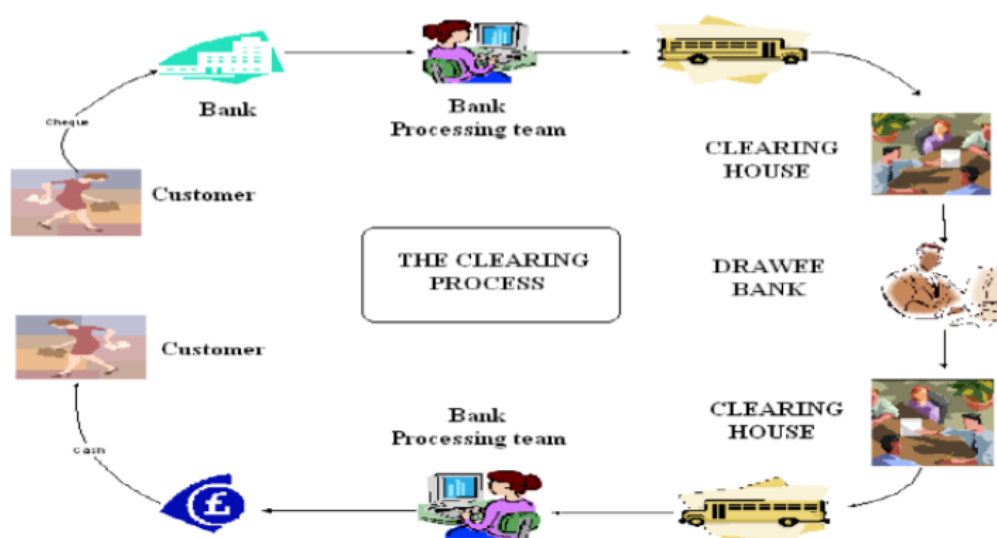 Cheque
Bank
Bank
Processing team
CLEARING
HOUSE
Customer
THE CLEARING
PROCESS
DRAWEE
BANK
Customer
CLEARING
HOUSE
Bank
Processing team
Cash
£